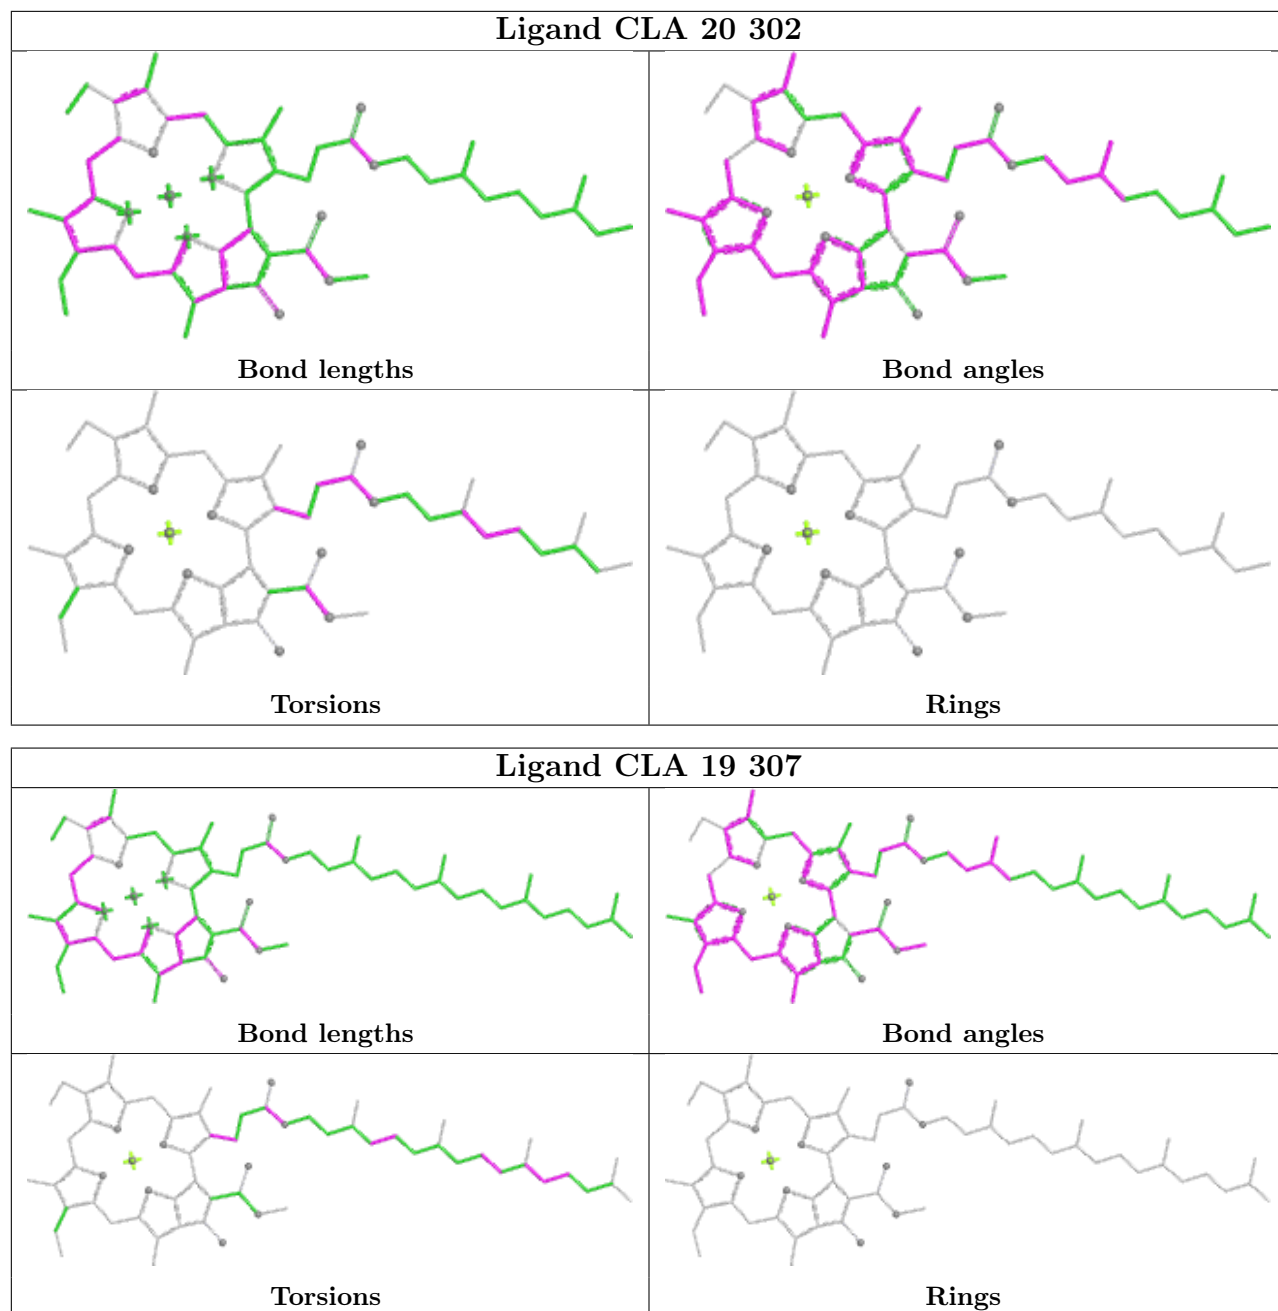 Ligand CLA 20 302
Bond lengths
Bond angles
Torsions
Rings
Ligand CLA 19 307
Bond lengths
Bond angles
Torsions
Rings